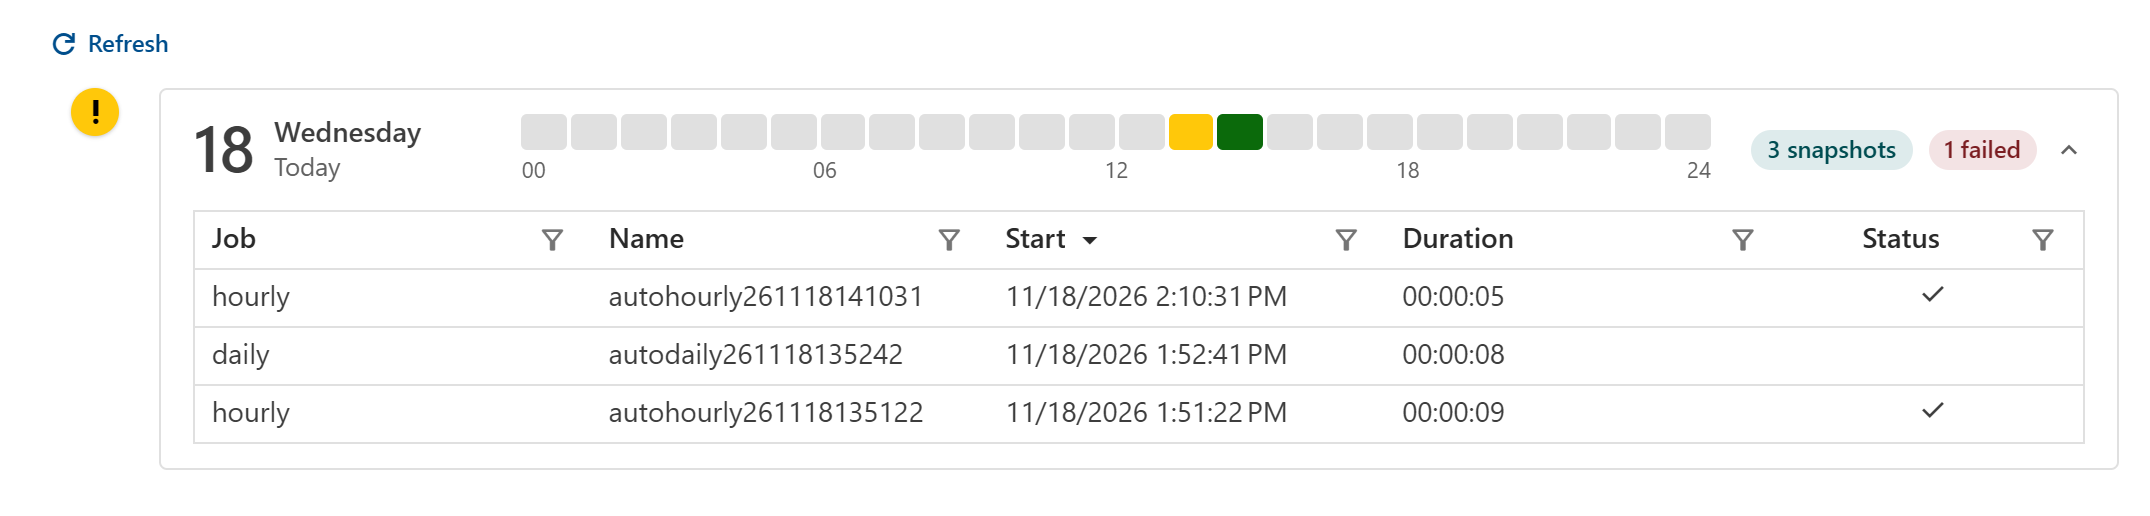 Refresh
!
18 Wednesday
Today
00 06 12 18 24
3 snapshots 1 failed
Job Name Start Duration Status
hourly autohourly261118141031 11/18/2026 2:10:31 PM 00:00:05
daily autodaily261118135242 11/18/2026 1:52:41 PM 00:00:08
hourly autohourly261118135122 11/18/2026 1:51:22 PM 00:00:09